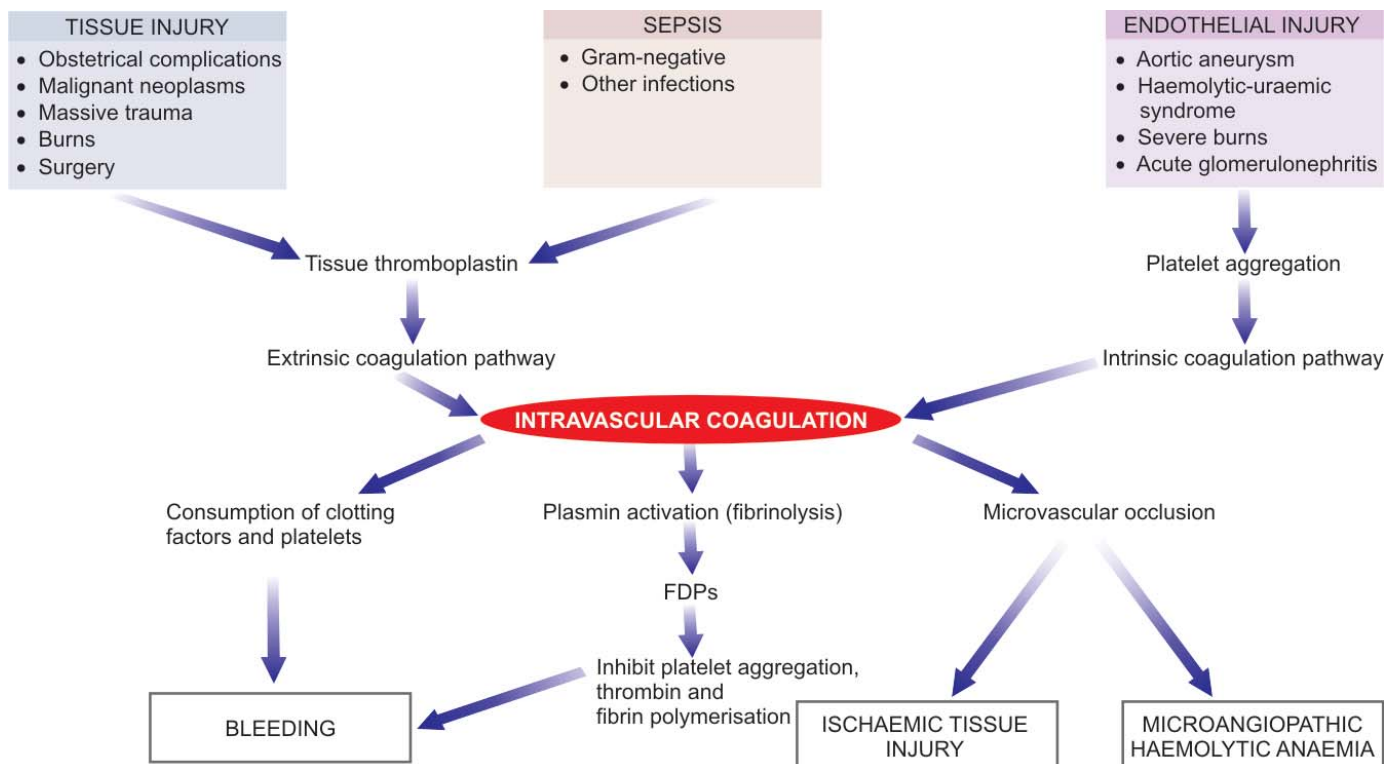 TISSUE INJURY
• Obstetrical complications
• Malignant neoplasms
• Massive trauma
• Burns
• Surgery
SEPSIS
• Gram-negative
• Other infections
ENDOTHELIAL INJURY
• Aortic aneurysm
• Haemolytic-uraemic
syndrome
• Severe burns
• Acute glomerulonephritis
Tissue thromboplastin
Platelet aggregation
Extrinsic coagulation pathway
Intrinsic coagulation pathway
INTRAVASCULAR COAGULATION
Consumption of clotting
factors and platelets
Plasmin activation (fibrinolysis)
Microvascular occlusion
FDPs
Inhibit platelet aggregation,
thrombin and
fibrin polymerisation
BLEEDING
ISCHAEMIC TISSUE
INJURY
MICROANGIOPATHIC
HAEMOLYTIC ANAEMIA